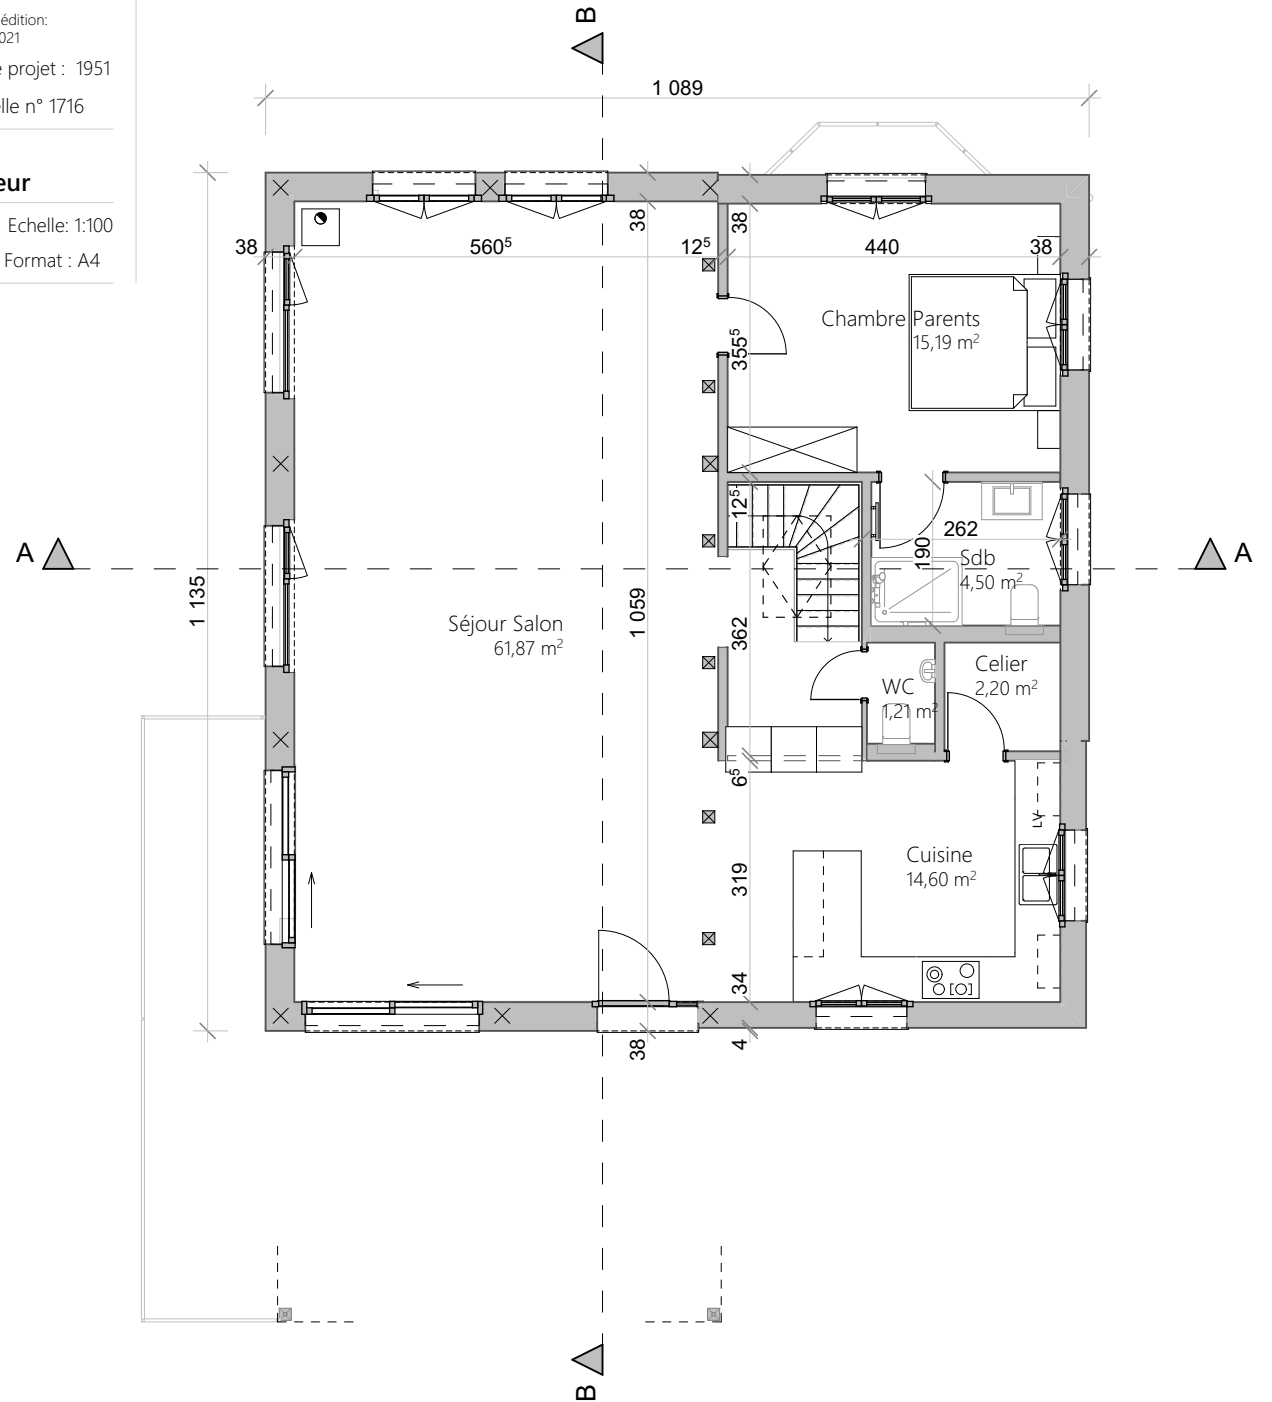 édition:
021
e projet : 1951
elle n° 1716
eur
Echelle: 1:100
Format : A4
B
1 089
38
38
38
560⁵
12⁵
440
38
Chambre Parents
15,19 m²
355⁵
12⁵
262
190
Sdb
4,50 m²
A
A
1 135
Séjour Salon
61,87 m²
1 059
362
Celier
2,20 m²
WC
1,21 m²
6⁵
LV
Cuisine
14,60 m²
319
34
38
4
B